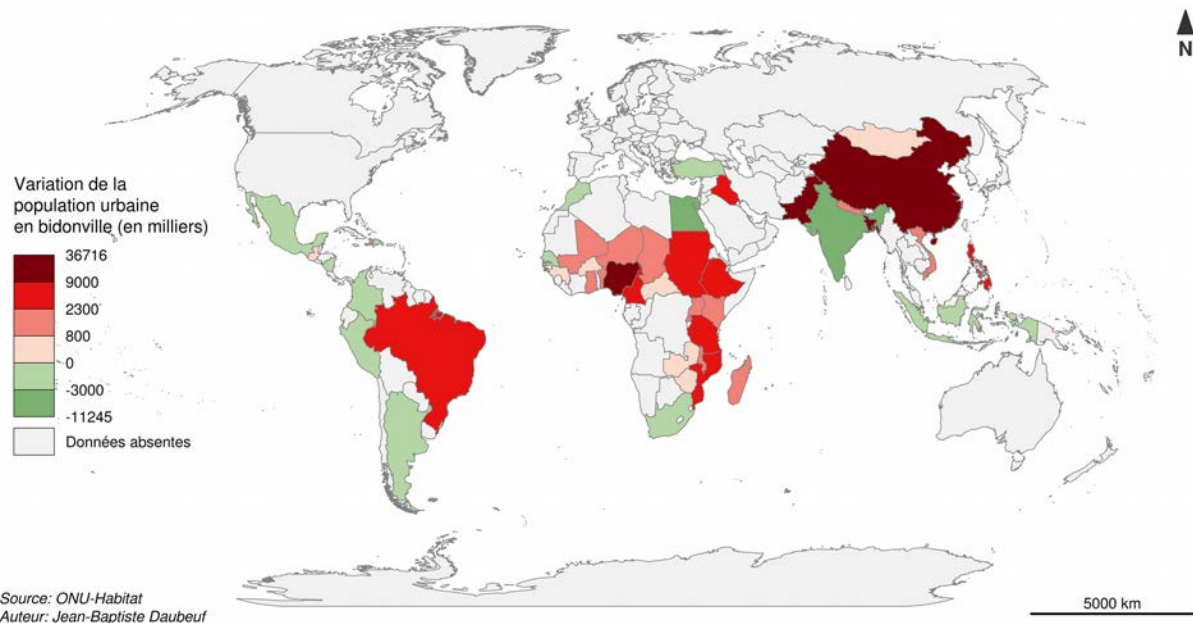 N
Variation de la
population urbaine
en bidonville (en milliers)
36716
9000
2300
800
0
-3000
-11245
Données absentes
Source: ONU-Habitat
Auteur: Jean-Baptiste Daubeuf
5000 km